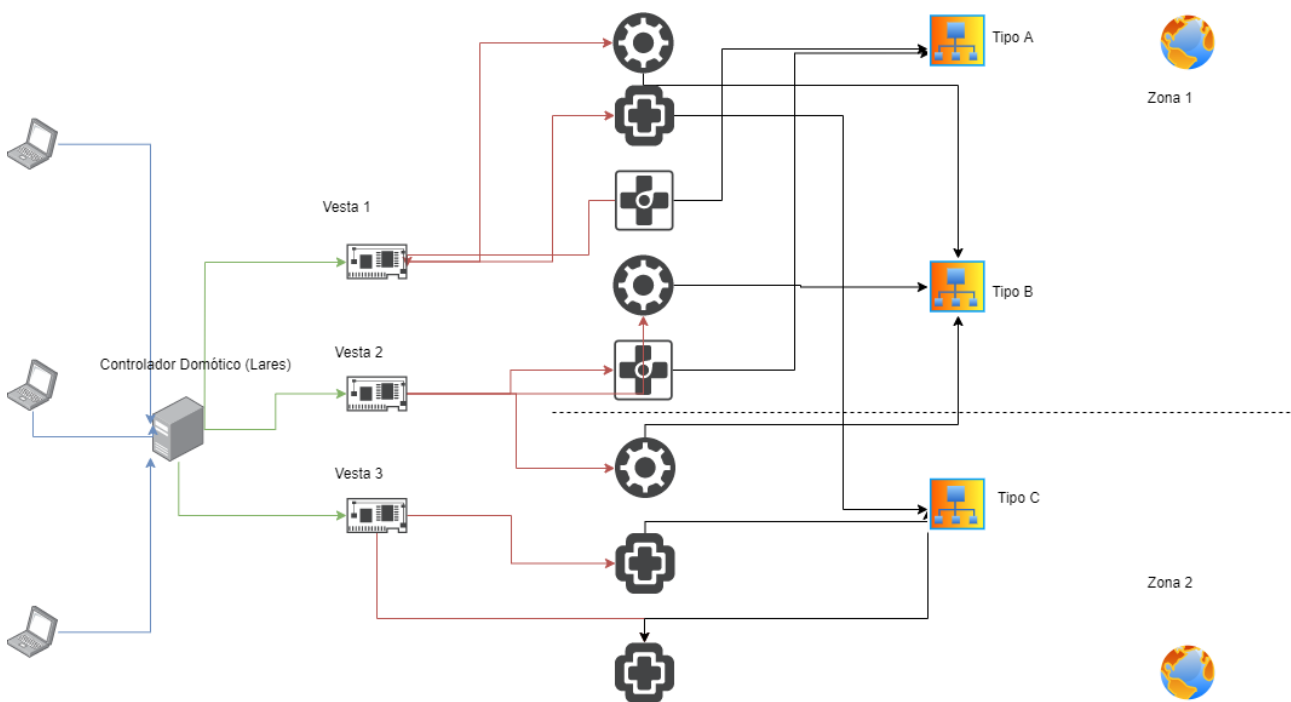 Tipo A
Zona 1
Vesta 1
Tipo B
Vesta 2
Controlador Domótico (Lares)
Vesta 3
Tipo C
Zona 2